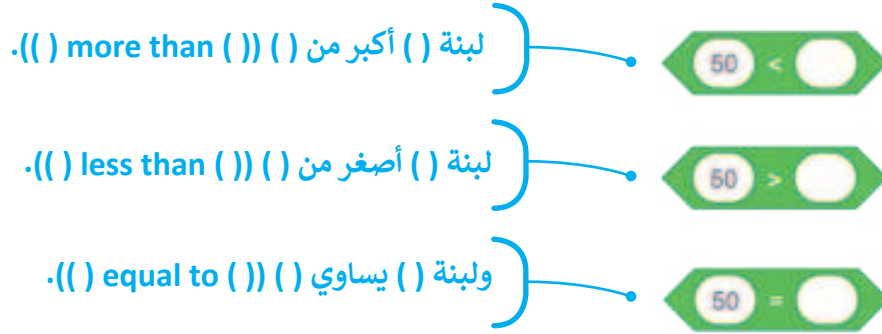 لبنة ( ) أكبر من ( ) (( ) more than ( )).
50 < 
لبنة ( ) أصغر من ( ) (( ) less than ( )).
50 > 
ولبنة ( ) يساوي ( ) (( ) equal to ( )).
50 =